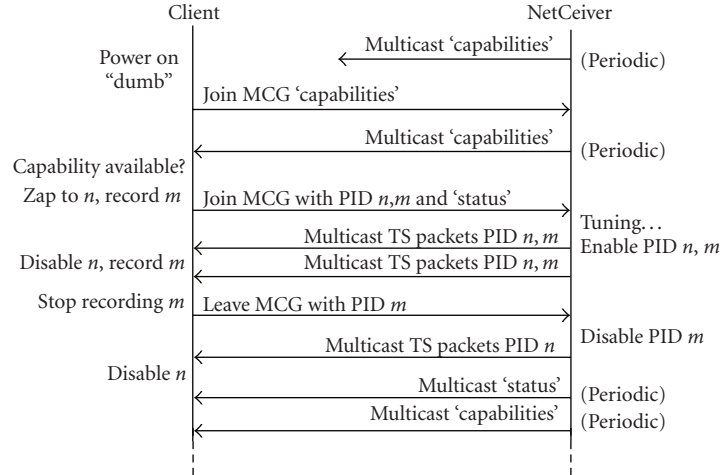 Client
NetCeiver
Multicast ‘capabilities’
(Periodic)
Power on
“dumb”
Join MCG ‘capabilities’
Multicast ‘capabilities’
(Periodic)
Capability available?
Zap to n, record m
Join MCG with PID n,m and ‘status’
Tuning…
Multicast TS packets PID n, m
Enable PID n, m
Disable n, record m
Multicast TS packets PID n, m
Stop recording m
Leave MCG with PID m
Disable PID m
Multicast TS packets PID n
Disable n
Multicast ‘status’
(Periodic)
Multicast ‘capabilities’
(Periodic)